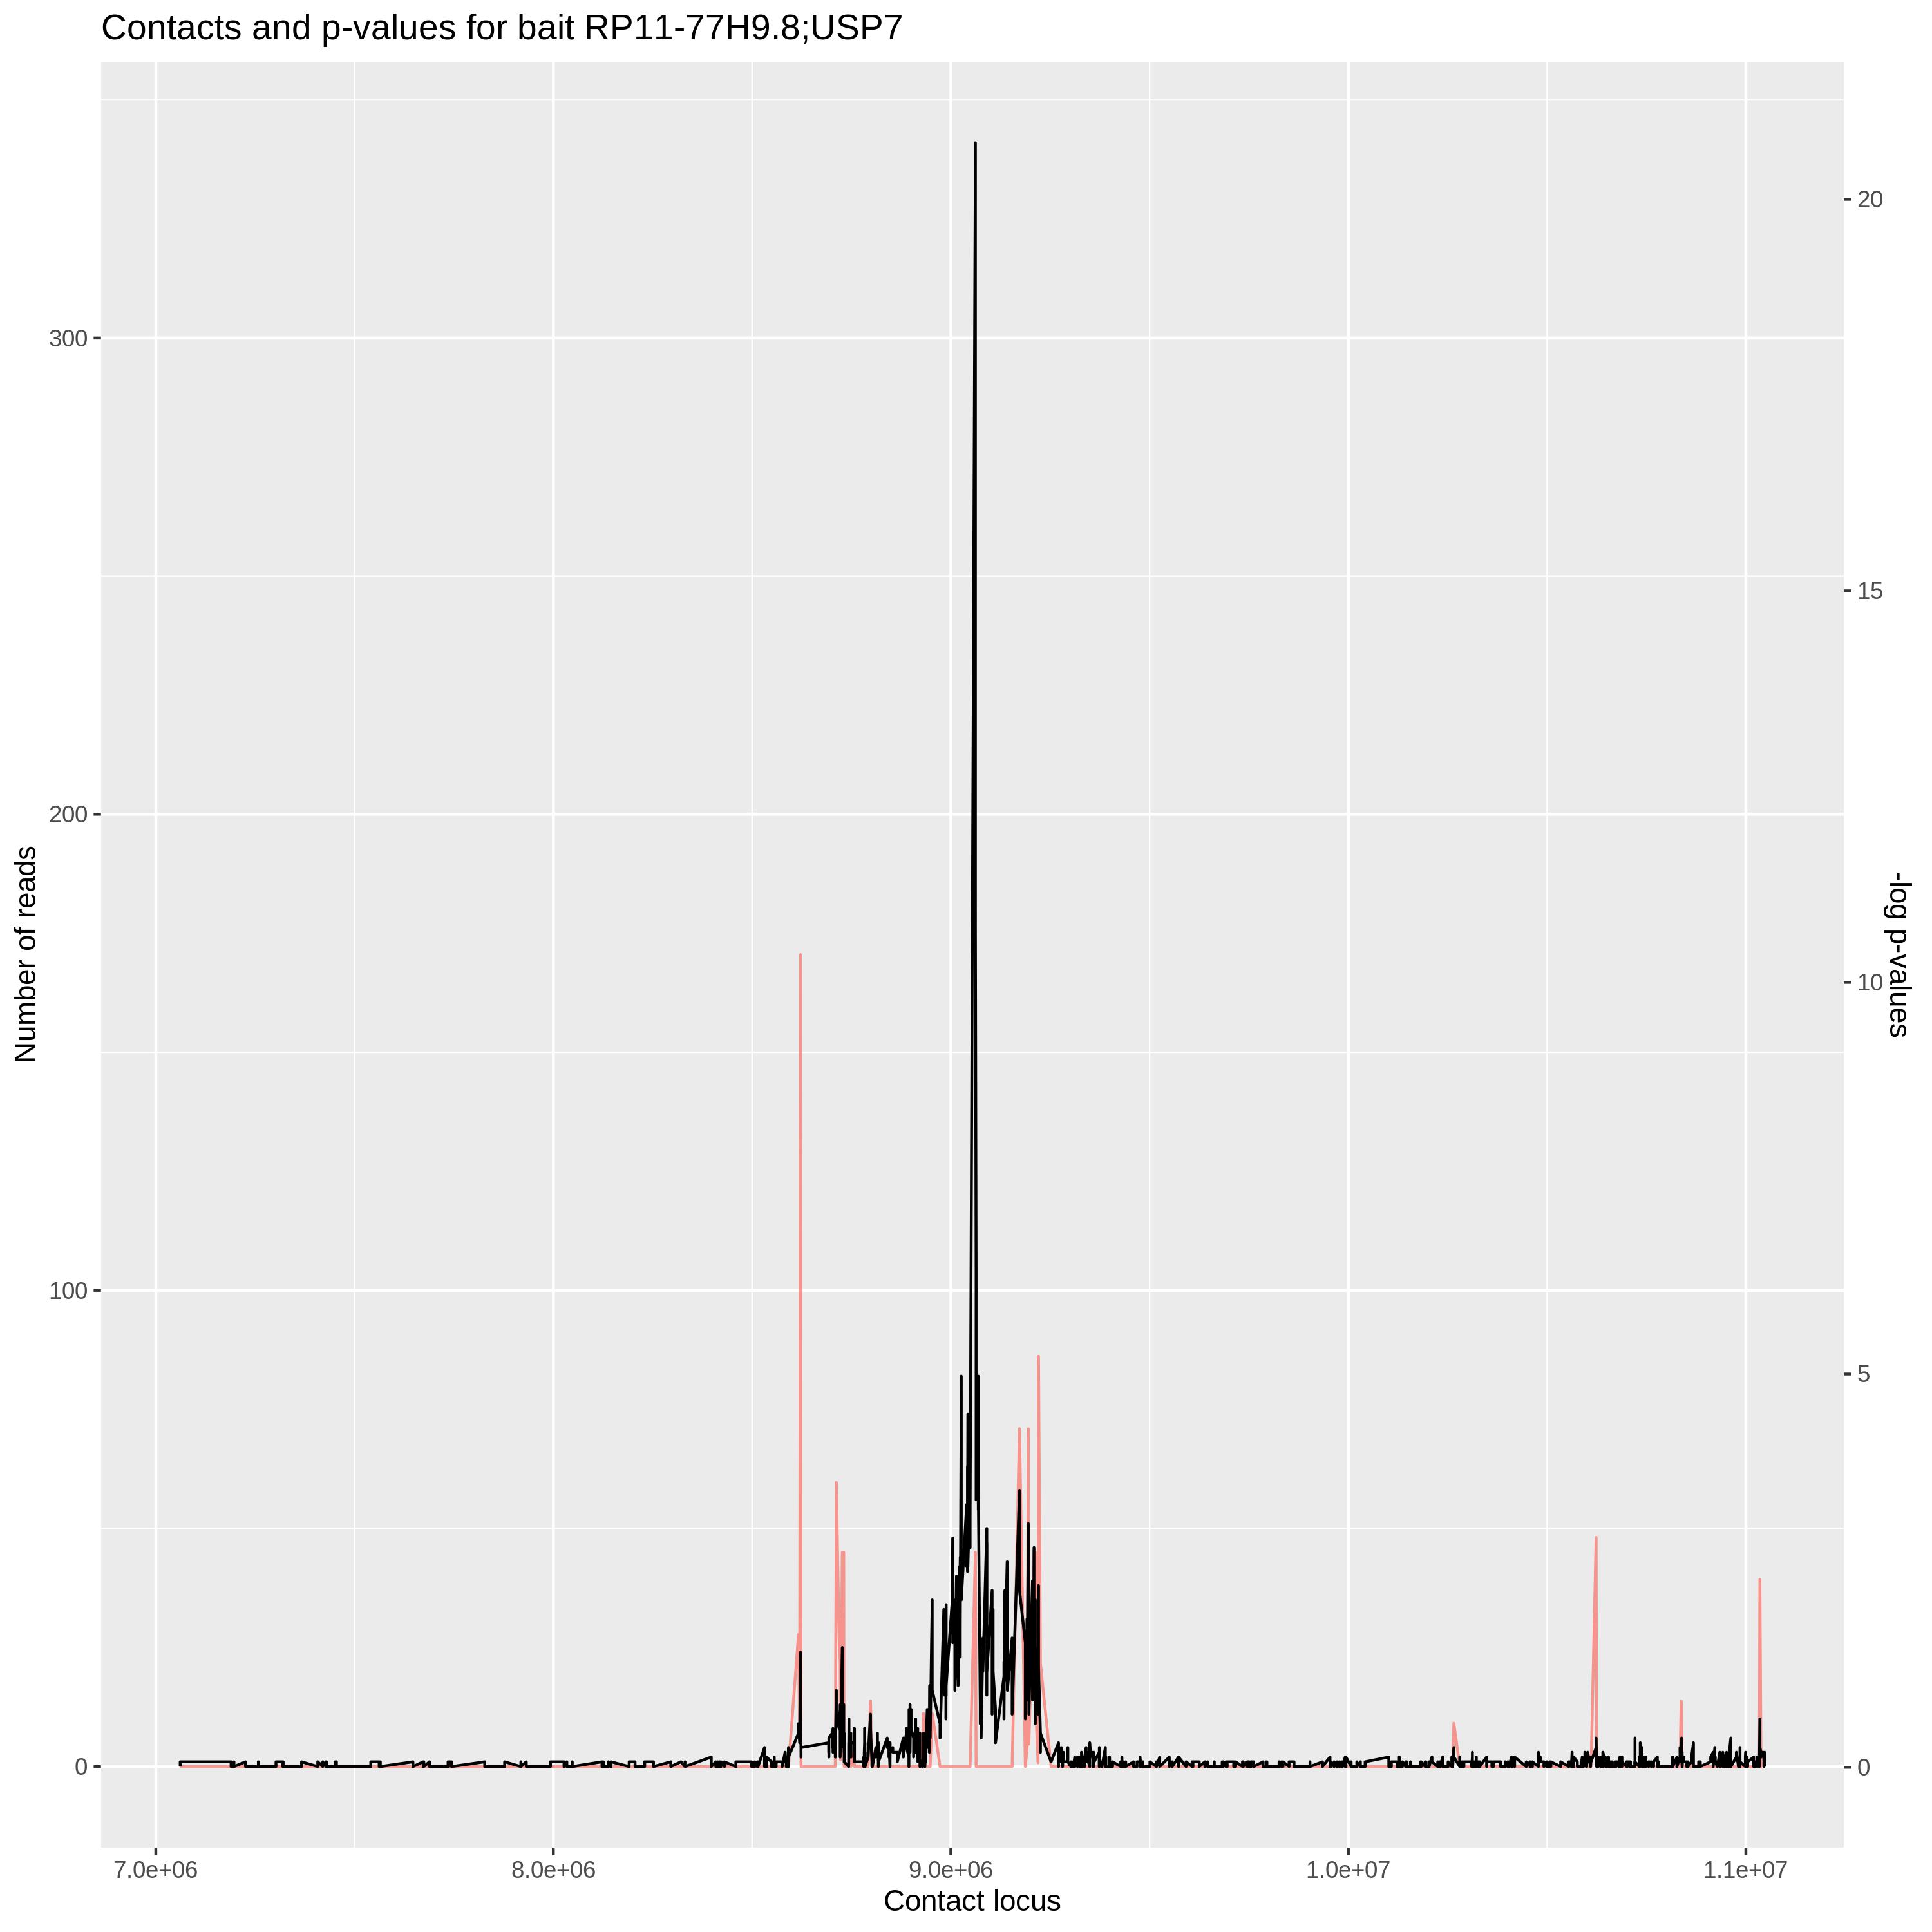 Contacts and p-values for bait RP11-77H9.8;USP7
300
200
100
0
Number of reads
20
15
10
5
0
-log p-values
7.0e+06
8.0e+06
9.0e+06
1.0e+07
1.1e+07
Contact locus